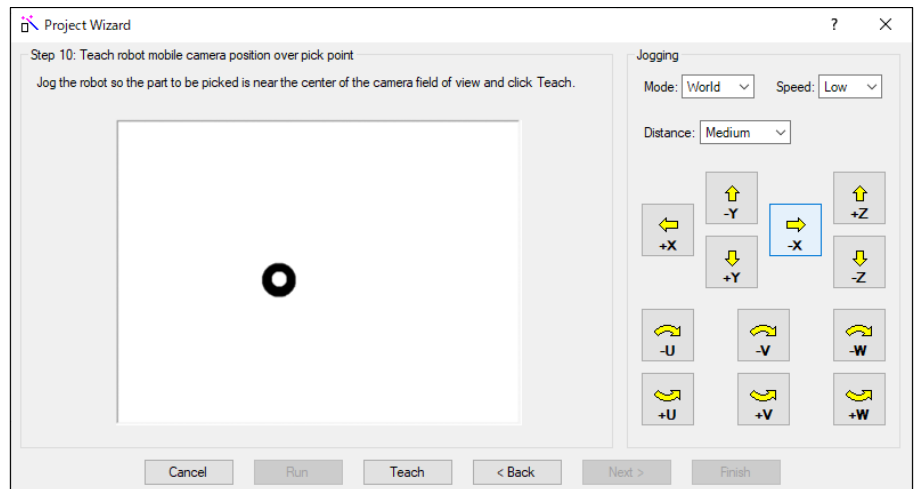 Project Wizard
?
Step 10: Teach robot mobile camera position over pick point
Jog the robot so the part to be picked is near the center of the camera field of view and click Teach.
Jogging
Mode: World Speed: Low
Distance: Medium
-Y +Z
+X -X
+Y -Z
-U -V -W
+U +V +W
Cancel Run Teach < Back Next > Finish